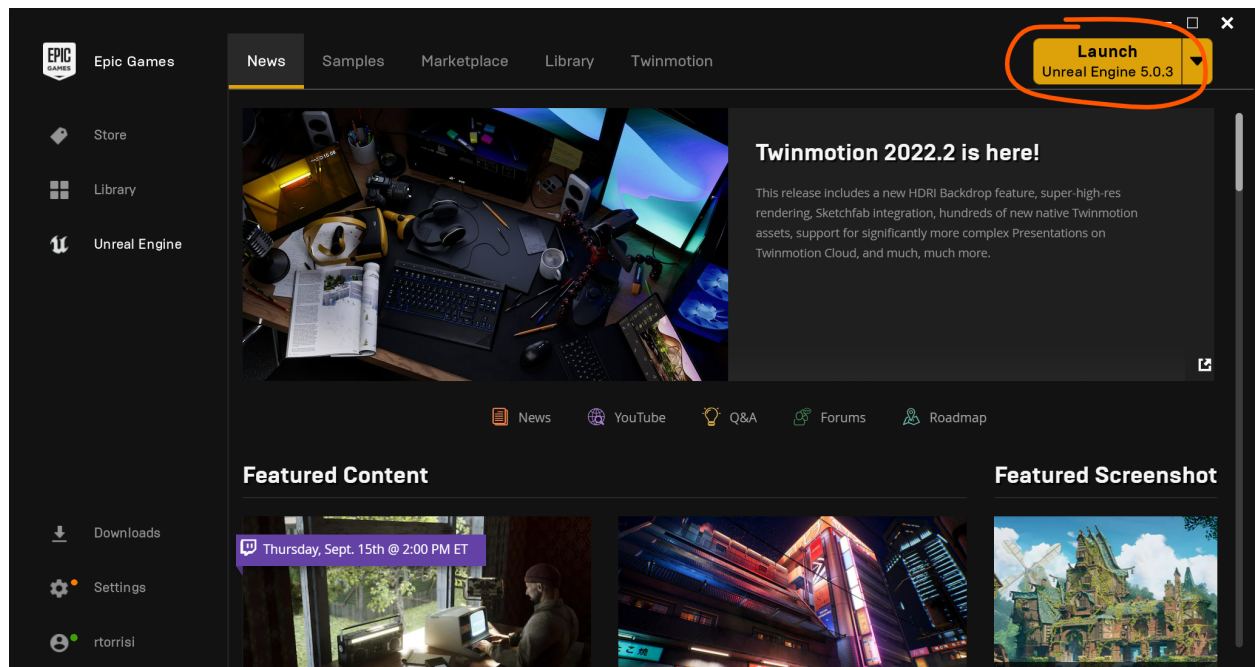 EPIC
GAMES
Epic Games
Store
Library
Unreal Engine
Downloads
Settings
rtorrisi
News
Samples
Marketplace
Library
Twinmotion
Launch
Unreal Engine 5.0.3
Twinmotion 2022.2 is here!
This release includes a new HDRI Backdrop feature, super-high-res
rendering, Sketchfab integration, hundreds of new native Twinmotion
assets, support for significantly more complex Presentations on
Twinmotion Cloud, and much, much more.
News
YouTube
Q&A
Forums
Roadmap
Featured Content
Thursday, Sept. 15th @ 2:00 PM ET
Featured Screenshot